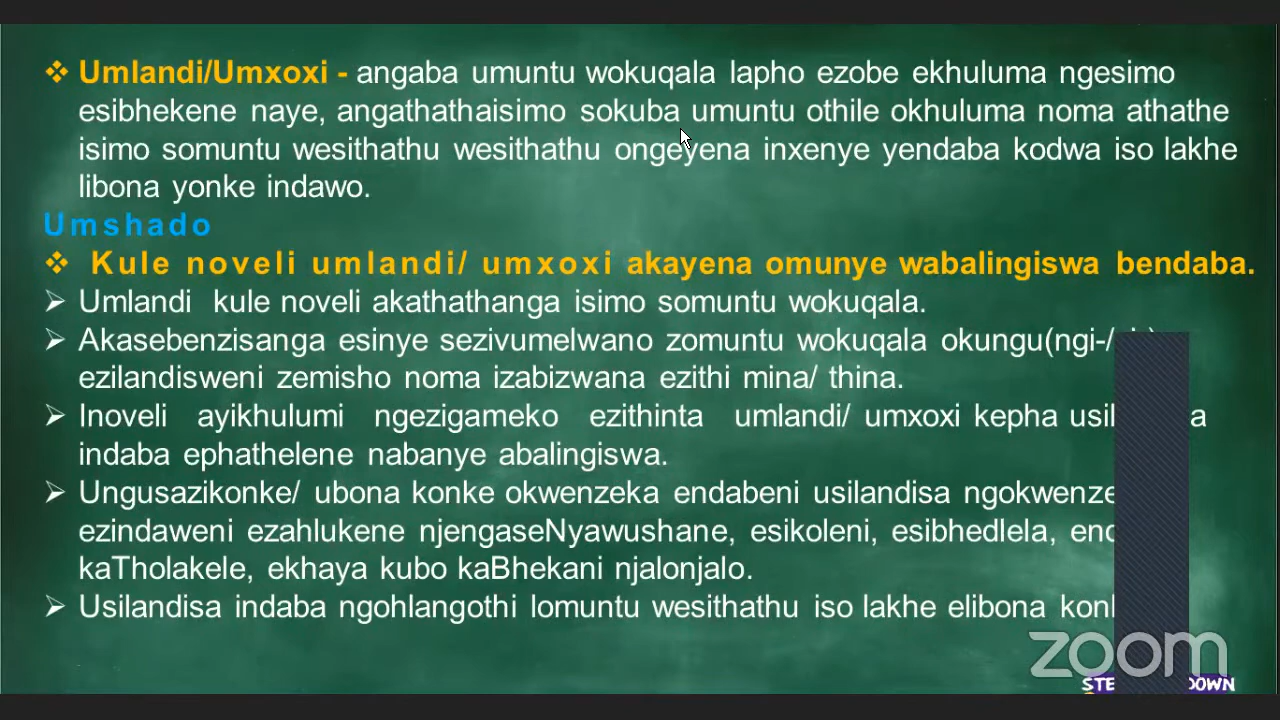 ❖ Umlandi/Umxoxi - angaba umuntu wokuqala lapho ezobe ekhuluma ngesimo
esibhekene naye, angathathaisimo sokuba umuntu othile okhuluma noma athathe
isimo somuntu wesithathu wesithathu ongeyena inxenye yendaba kodwa iso lakhe
libona yonke indawo.
Umshado
❖ Kule noveli umlandi/ umxoxi akayena omunye wabalingiswa bendaba.
➢ Umlandi kule noveli akathathanga isimo somuntu wokuqala.
➢ Akasebenzisanga esinye sezivumelwano zomuntu wokuqala okungu(ngi-/
ezilandisweni zemisho noma izabizwana ezithi mina/ thina.
➢ Inoveli ayikhulumi ngezigameko ezithinta umlandi/ umxoxi kepha
indaba ephathelene nabanye abalingiswa.
➢ Ungusazikonke/ ubona konke okwenzeka endabeni usilandisa
ezindaweni ezahlukene njengaseNyawushane, esikoleni, esibhedlela,
kaTholakele, ekhaya kubo kaBhekani njalonjalo.
➢ Usilandisa indaba ngohlangothi lomuntu wesithathu iso lakhe elibona
zoom